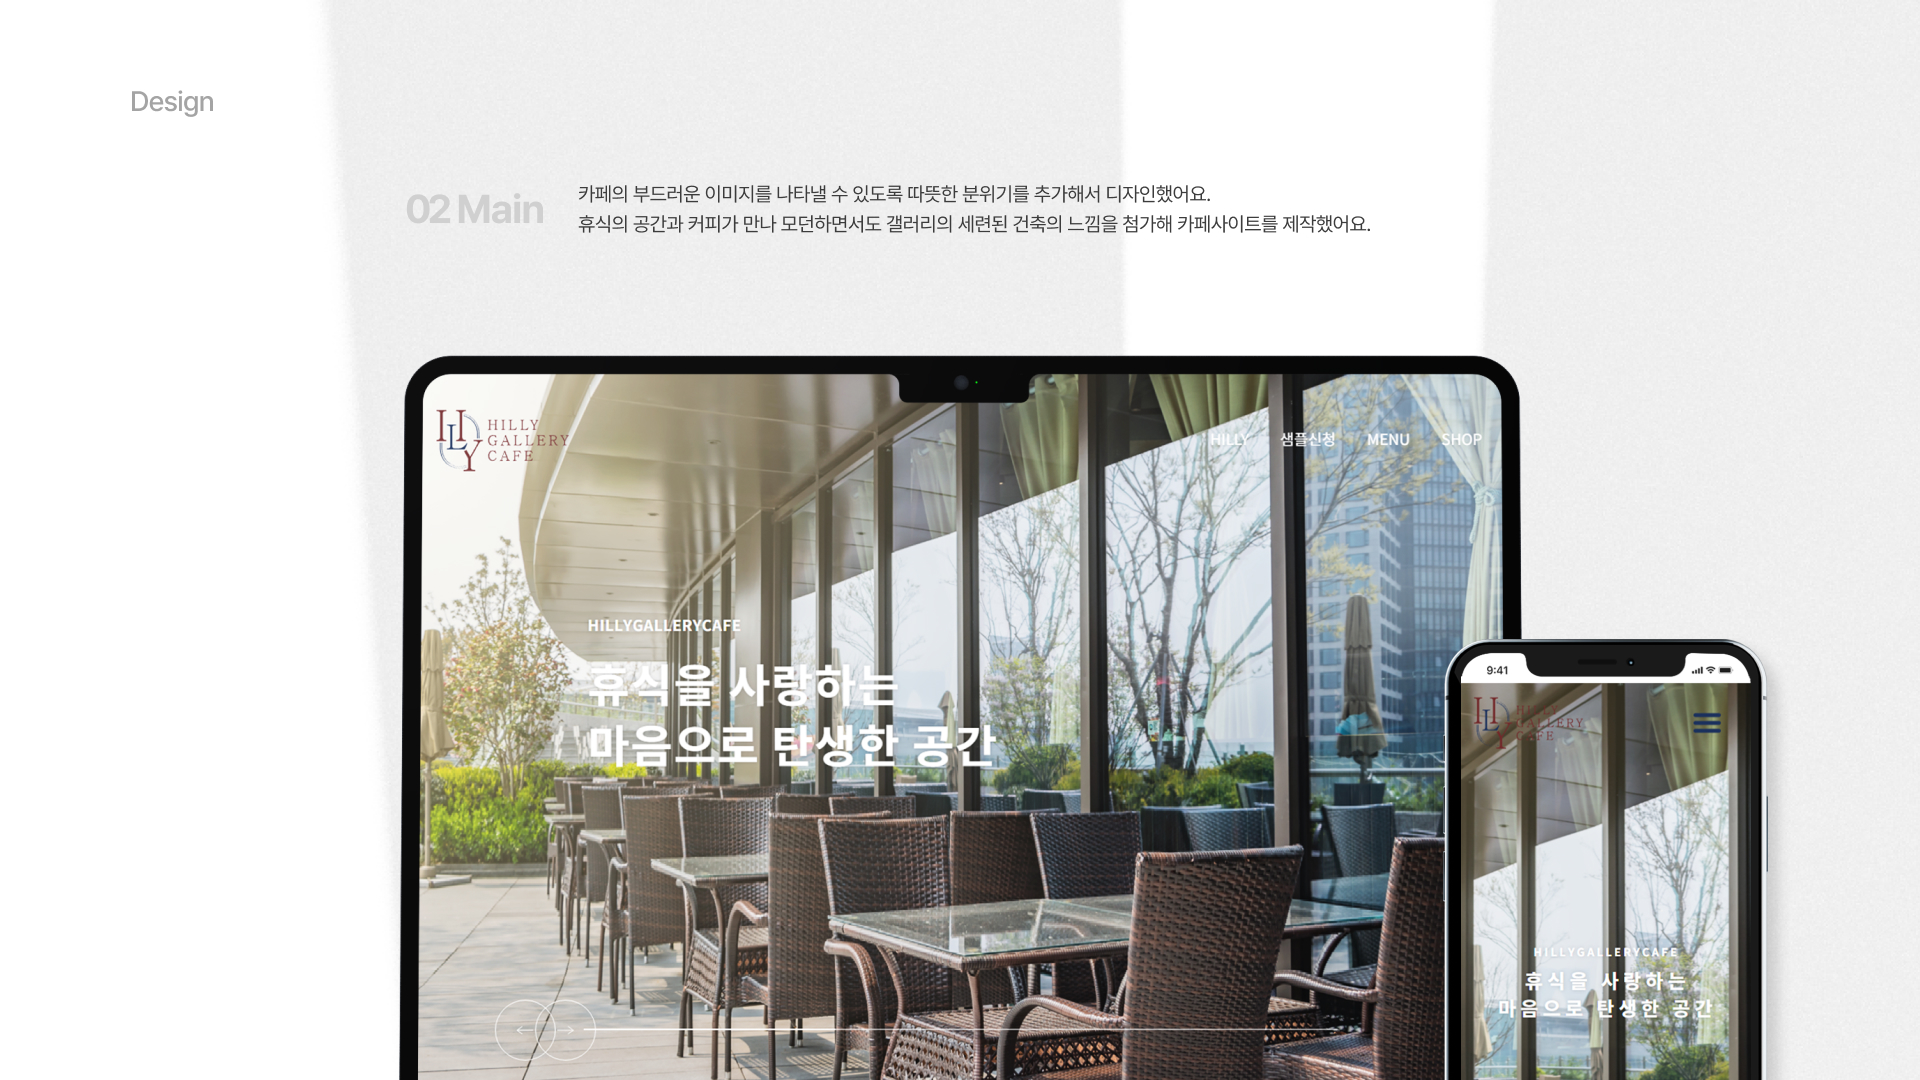 Design
02 Main
카페의 부드러운 이미지를 나타낼 수 있도록 따뜻한 분위기를 추가해서 디자인했어요.
휴식의 공간과 커피가 만나 모던하면서도 갤러리의 세련된 건축의 느낌을 첨가해 카페사이트를 제작했어요.
HILLY
HILLY
GALLERY
CAFE
HILLY 샘플신청 MENU SHOP
HILLYGALLERYCAFE
휴식을 사랑하는
마음으로 탄생한 공간
9:41
HILLY
HILLY
GALLERY
CAFE
HILLYGALLERYCAFE
휴식을 사랑하는
마음으로 탄생한 공간